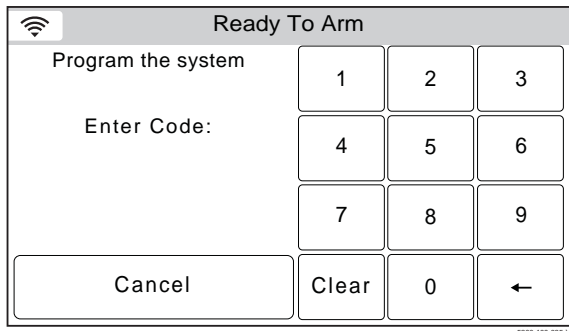 Ready To Arm
Program the system
Enter Code:
1 2 3
4 5 6
7 8 9
Cancel Clear 0 ←